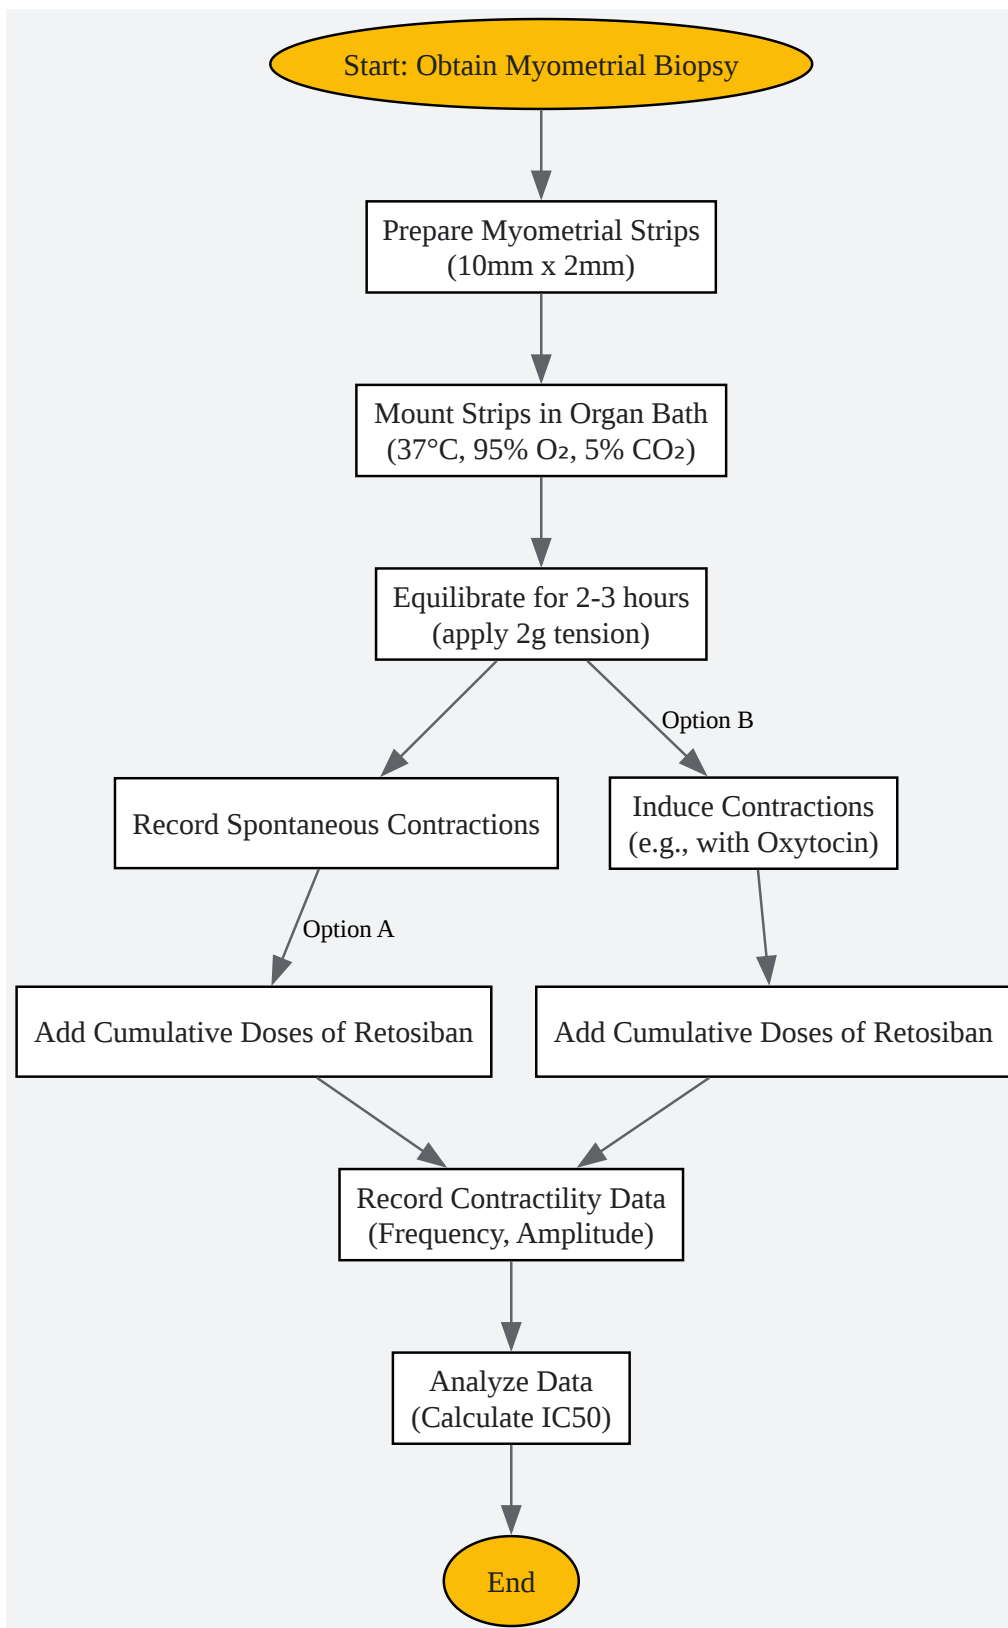 Start: Obtain Myometrial Biopsy
Prepare Myometrial Strips
(10mm x 2mm)
Mount Strips in Organ Bath
(37°C, 95% O₂, 5% CO₂)
Equilibrate for 2-3 hours
(apply 2g tension)
Option B
Record Spontaneous Contractions
Induce Contractions
(e.g., with Oxytocin)
Option A
Add Cumulative Doses of Retosiban
Add Cumulative Doses of Retosiban
Record Contractility Data
(Frequency, Amplitude)
Analyze Data
(Calculate IC50)
End